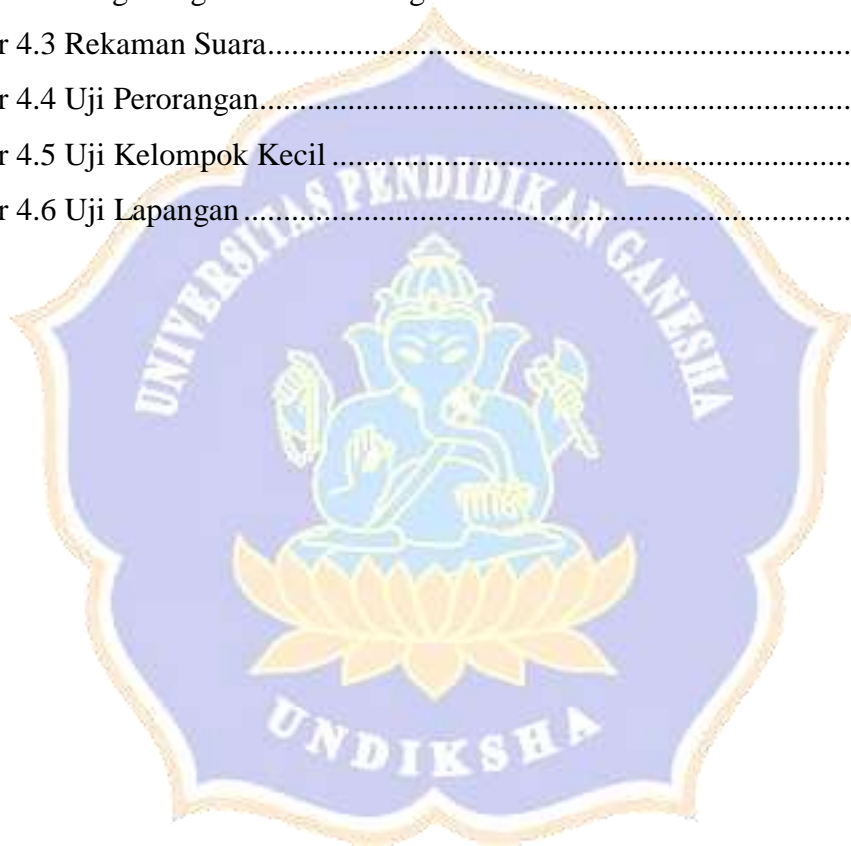 r 4.3 Rekaman Suara............................................................................
r 4.4 Uji Perorangan.............................................................................
r 4.5 Uji Kelompok Kecil....................................................................
r 4.6 Uji Lapangan...............................................................................
UNIVERSITAS PENDIDIKAN GANESHA
UNDIKSHA